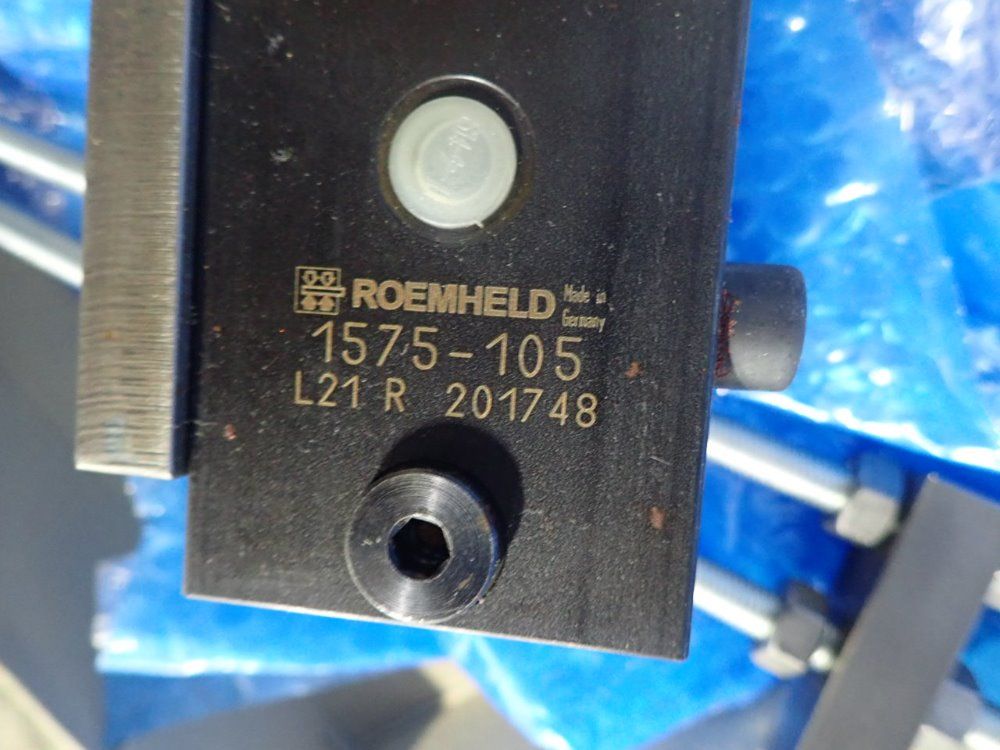 ROEMHELD Made in Germany
1575-105
L21 R 201748